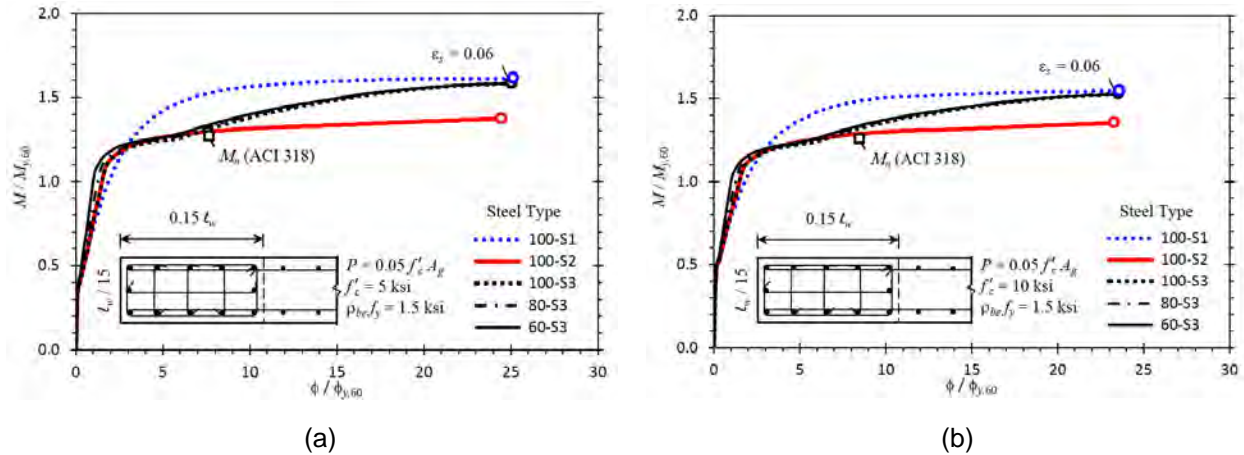 2.0
1.5
1.0
0.5
0.0
M / My,60
εs = 0.06
Mn (ACI 318)
0.15 ℓw
ℓw / 15
P = 0.05 f′c Ag
f′c = 5 ksi
ρbe fy = 1.5 ksi
Steel Type
100-S1
100-S2
100-S3
80-S3
60-S3
0 5 10 15 20 25 30
ϕ / ϕy,60
(a)
2.0
1.5
1.0
0.5
0.0
M / My,60
εs = 0.06
Mn (ACI 318)
0.15 ℓw
ℓw / 15
P = 0.05 f′c Ag
f′c = 10 ksi
ρbe fy = 1.5 ksi
Steel Type
100-S1
100-S2
100-S3
80-S3
60-S3
0 5 10 15 20 25 30
ϕ / ϕy,60
(b)